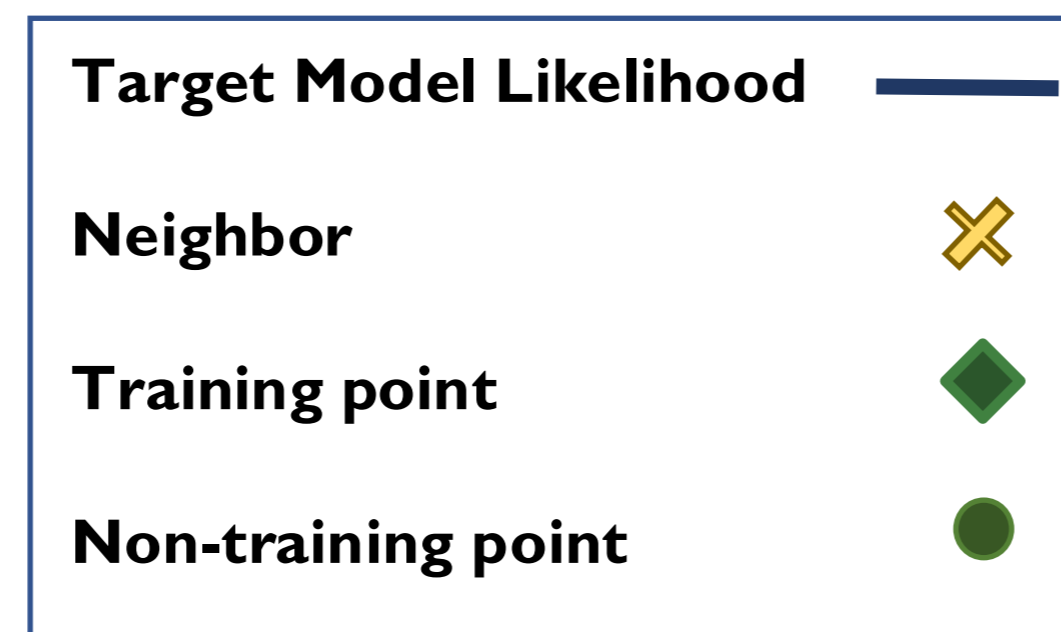 Target Model Likelihood
Neighbor
Training point
Non-training point